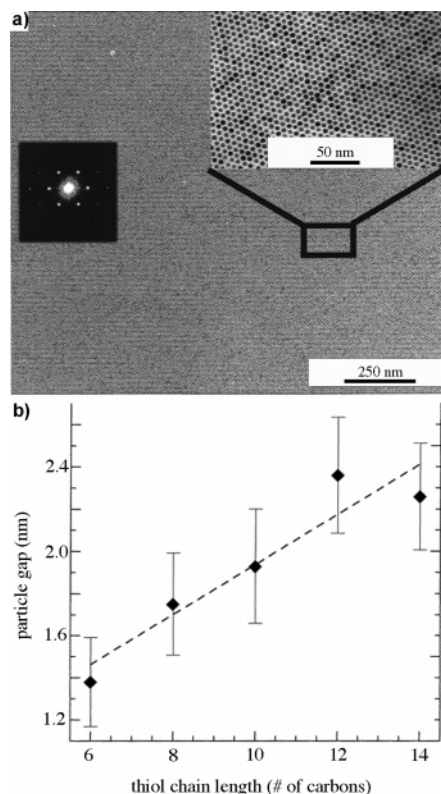 a)
50 nm
250 nm
b)
2.4
2.0
1.6
1.2
particle gap (nm)
6 8 10 12 14
thiol chain length (# of carbons)